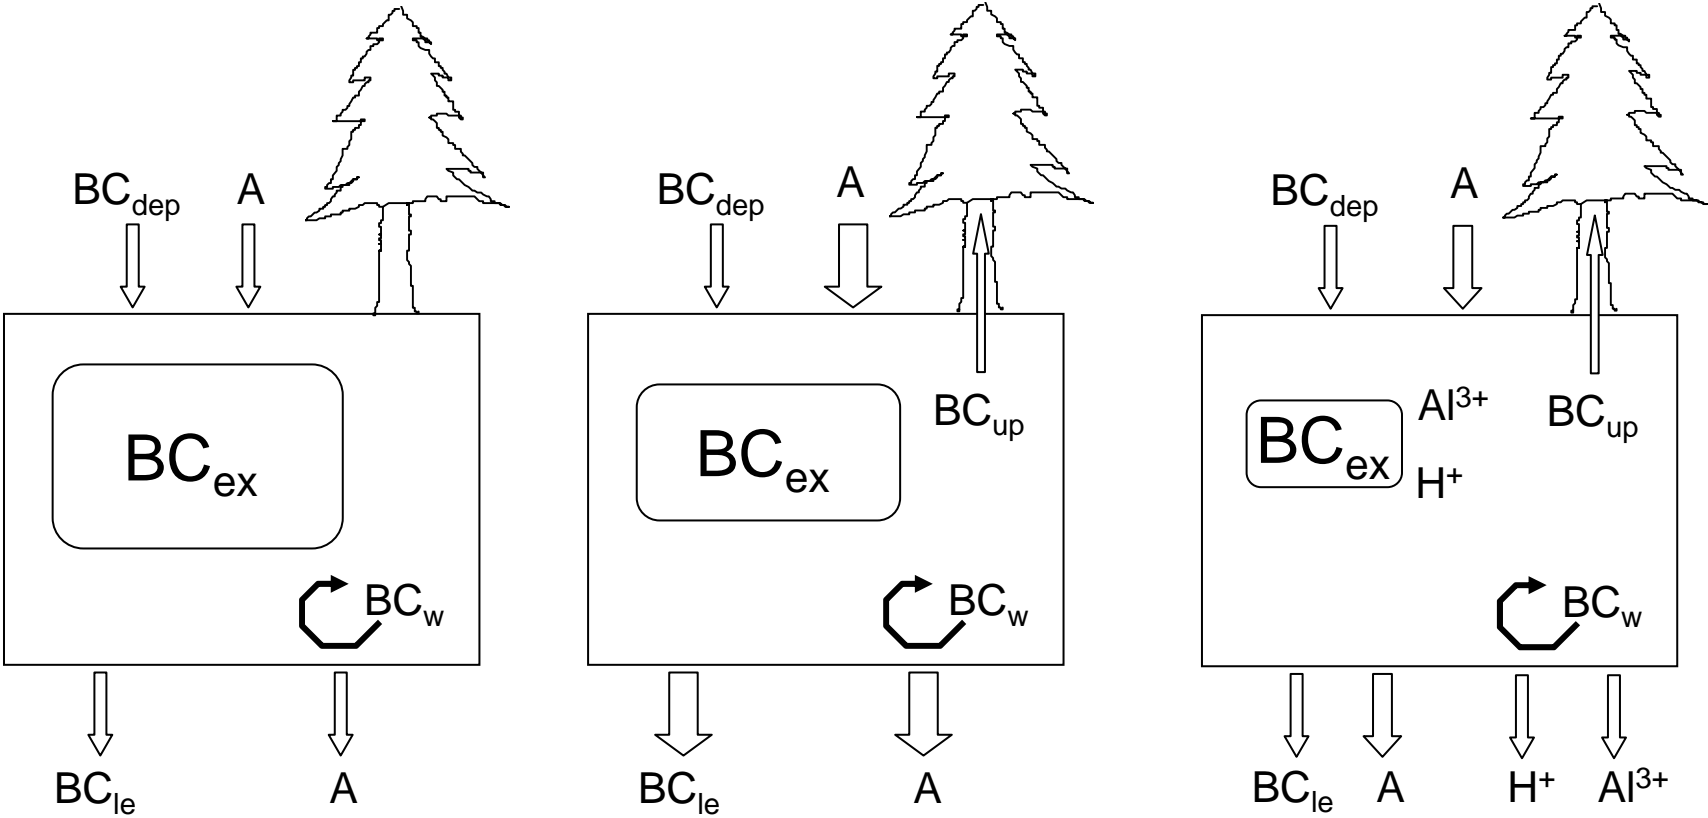 BCdep A
BCex
BCw
BCle A
BCdep A
BCex
BCup
BCw
BCle A
BCdep A
BCex
Al3+
H+
BCup
BCw
BCle A H+ Al3+